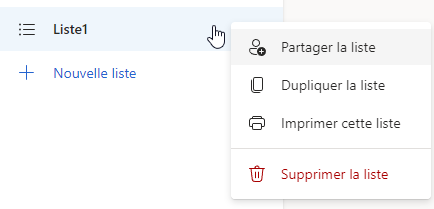 Liste1
Nouvelle liste
Partager la liste
Dupliquer la liste
Imprimer cette liste
Supprimer la liste